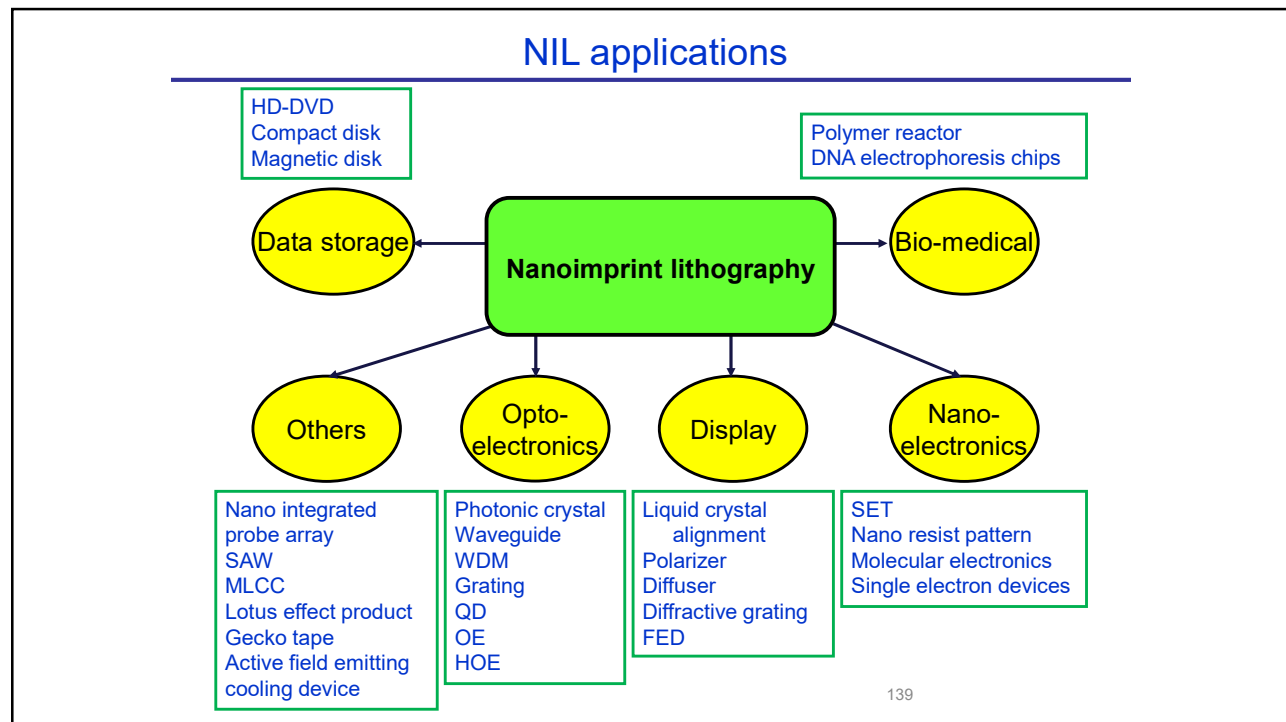 NIL applications
HD-DVD
Compact disk
Magnetic disk
Polymer reactor
DNA electrophoresis chips
Data storage
Nanoimprint lithography
Bio-medical
Others
Opto-
electronics
Display
Nano-
electronics
Nano integrated
probe array
SAW
MLCC
Lotus effect product
Gecko tape
Active field emitting
cooling device
Photonic crystal
Waveguide
WDM
Grating
QD
OE
HOE
Liquid crystal
alignment
Polarizer
Diffuser
Diffractive grating
FED
SET
Nano resist pattern
Molecular electronics
Single electron devices
139